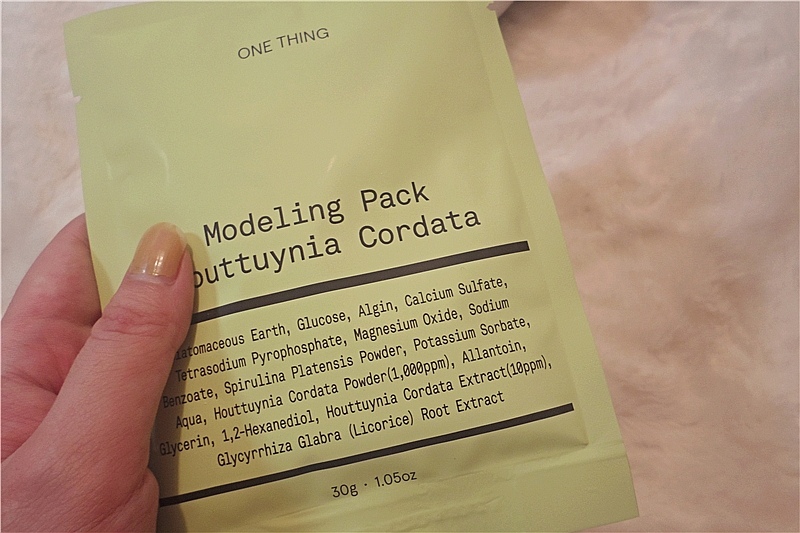 ONE THING
Modeling Pack
outtuynia Cordata
atomaceous Earth, Glucose, Algin, Calcium Sulfate,
Tetrasodium Pyrophosphate, Magnesium Oxide, Sodium
Benzoate, Spirulina Platensis Powder, Potassium Sorbate,
Aqua, Houttuynia Cordata Powder(1,000ppm), Allantoin,
Glycerin, 1,2-Hexanediol, Houttuynia Cordata Extract(10ppm),
Glycyrrhiza Glabra (Licorice) Root Extract
30g · 1.05oz